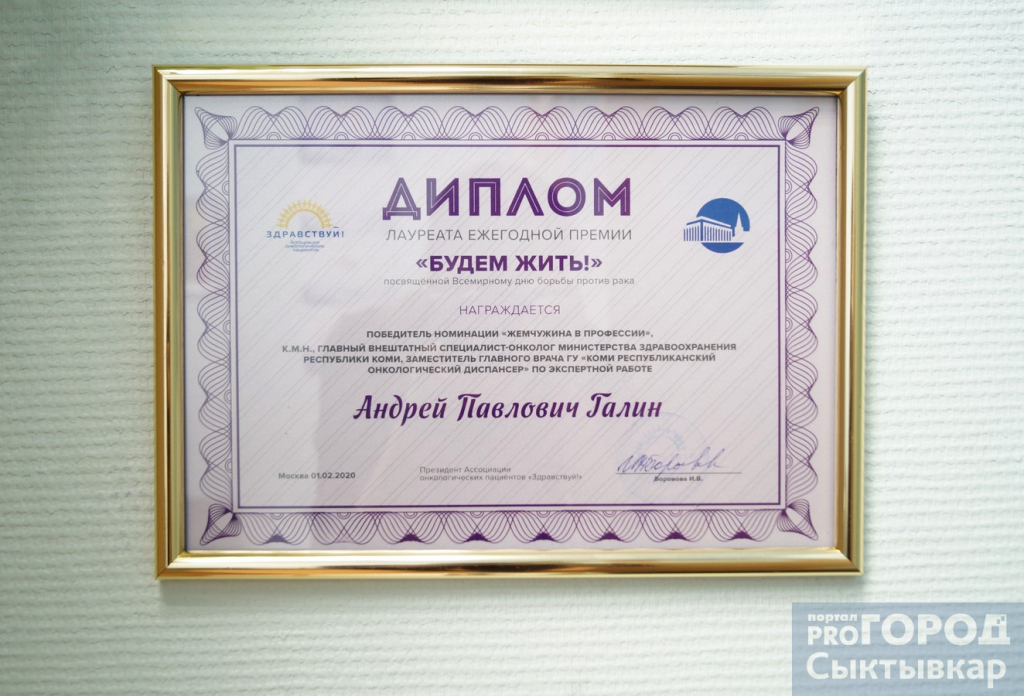 ДИПЛОМ
ЛАУРЕАТА ЕЖЕГОДНОЙ ПРЕМИИ
«БУДЕМ ЖИТЬ!»
посвященной Всемирному дню борьбы против рака
ЗДРАВСТВУЙ!
НАГРАЖДАЕТСЯ
ПОБЕДИТЕЛЬ НОМИНАЦИИ «ЖЕМЧУЖИНА В ПРОФЕССИИ»,
К.М.Н., ГЛАВНЫЙ ВНЕШТАТНЫЙ СПЕЦИАЛИСТ-ОНКОЛОГ МИНИСТЕРСТВА ЗДРАВООХРАНЕНИЯ
РЕСПУБЛИКИ КОМИ, ЗАМЕСТИТЕЛЬ ГЛАВНОГО ВРАЧА ГУ «КОМИ РЕСПУБЛИКАНСКИЙ
ОНКОЛОГИЧЕСКИЙ ДИСПАНСЕР» ПО ЭКСПЕРТНОЙ РАБОТЕ
Андрей Павлович Галин
Москва 01.02.2020
Президент Ассоциации
онкологических пациентов «Здравствуй!»
Боровова И.В.
портал
PROГОРОД
Сыктывкар